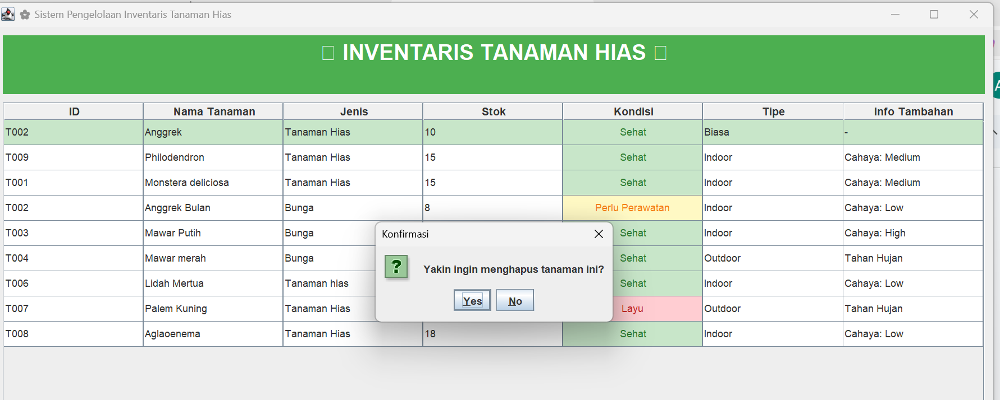 Sistem Pengelolaan Inventaris Tanaman Hias
INVENTARIS TANAMAN HIAS
ID Nama Tanaman Jenis Stok Kondisi Tipe Info Tambahan
T002 Anggrek Tanaman Hias 10 Sehat Biasa -
T009 Philodendron Tanaman Hias 15 Sehat Indoor Cahaya: Medium
T001 Monstera deliciosa Tanaman Hias 15 Sehat Indoor Cahaya: Medium
T002 Anggrek Bulan Bunga 8 Perlu Perawatan Indoor Cahaya: Low
T003 Mawar Putih Bunga Sehat Indoor Cahaya: High
T004 Mawar merah Bunga Sehat Outdoor Tahan Hujan
T006 Lidah Mertua Tanaman hias Sehat Indoor Cahaya: Low
T007 Palem Kuning Tanaman Hias Layu Outdoor Tahan Hujan
T008 Aglaoenema Tanaman Hias 18 Sehat Indoor Cahaya: Low
Konfirmasi
Yakin ingin menghapus tanaman ini?
Yes No